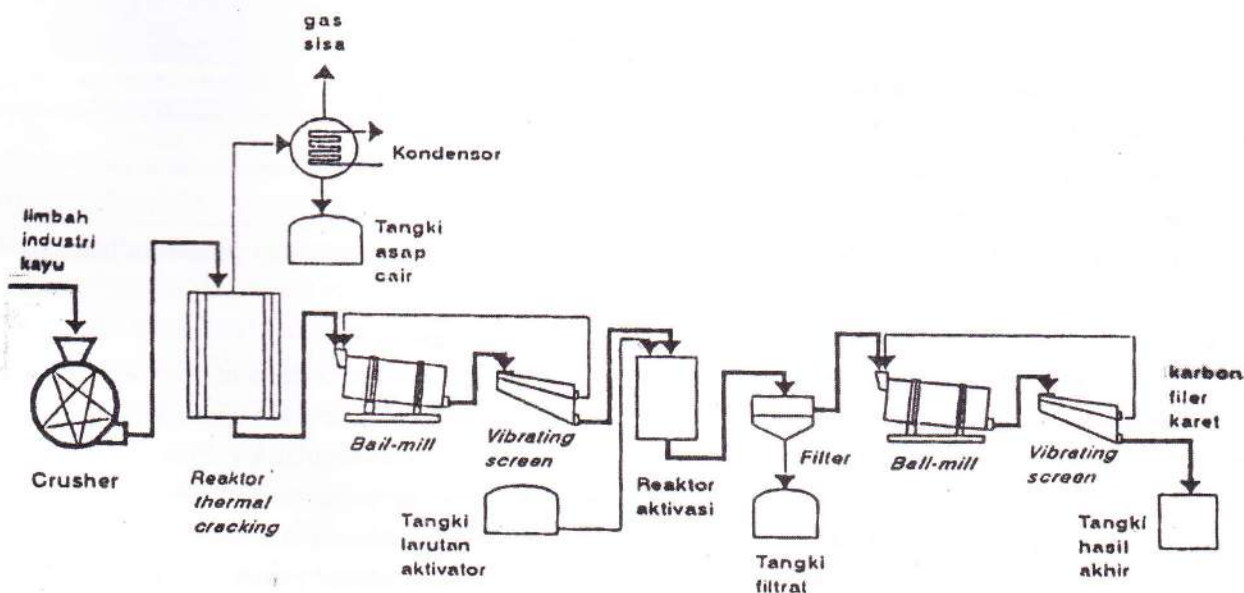 gas
sisa
Kondensor
Tangki
asap
cair
limbah
industri
kayu
Crusher
Reaktor
thermal
cracking
Ball-mill
Vibrating
screen
Tangki
larutan
aktivator
Reaktor
aktivasi
Filter
Tangki
filtrat
Ball-mill
Vibrating
screen
karbon
filer
karet
Tangki
hasil
akhir